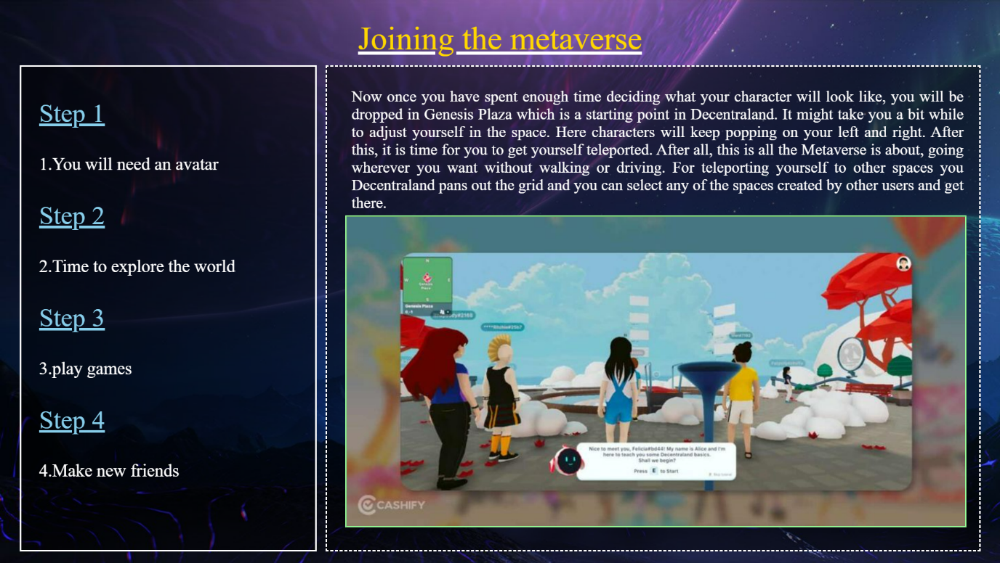 Joining the metaverse
Step 1
1.You will need an avatar
Step 2
2.Time to explore the world
Step 3
3.play games
Step 4
4.Make new friends
Now once you have spent enough time deciding what your character will look like, you will be
dropped in Genesis Plaza which is a starting point in Decentraland. It might take you a bit while
to adjust yourself in the space. Here characters will keep popping on your left and right. After
this, it is time for you to get yourself teleported. After all, this is all the Metaverse is about, going
wherever you want without walking or driving. For teleporting yourself to other spaces you
Decentraland pans out the grid and you can select any of the spaces created by other users and get
there.
N
W
E
Genesis
Plaza
S
Genesis Plaza
0,-1
Nice to meet you, Felicia#bd44! My name is Alice and I'm
here to teach you some Decentraland basics.
Shall we begin?
Press E to Start
CASHIFY